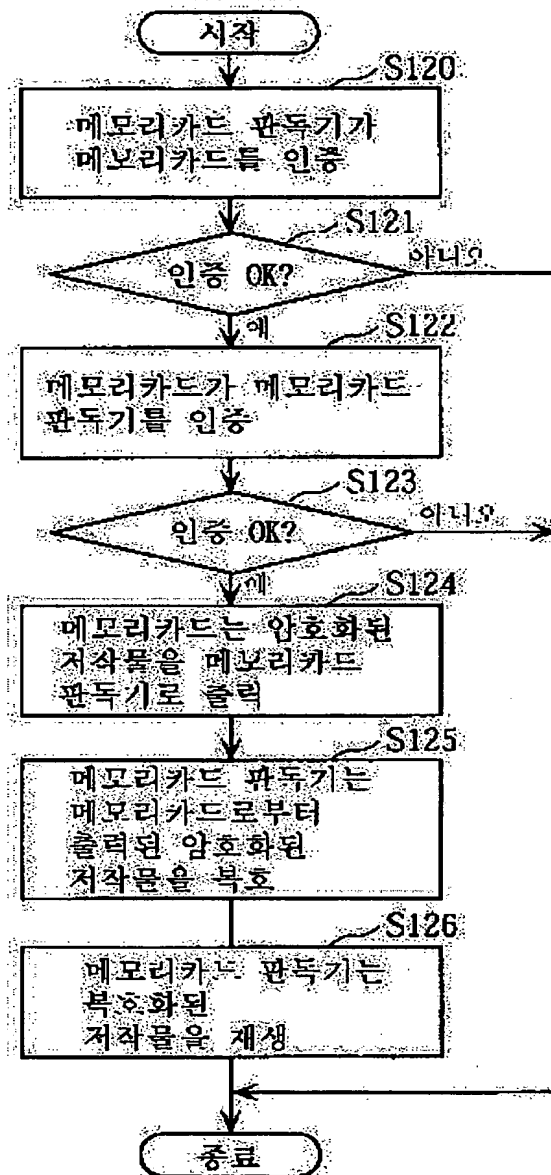 시작
S120
메모리카드 판독기가
메모리카드를 인증
S121
인증 OK?
아니오
예
S122
메모리카드가 메모리카드
판독기를 인증
S123
인증 OK?
아니오
예
S124
메모리카드는 암호화된
저작물을 메모리카드
판독기로 출력
S125
메모리카드 판독기는
메모리카드로부터
출력된 암호화된
저작물을 복호
S126
메모리카드 판독기는
복호화된
저작물을 재생
종료